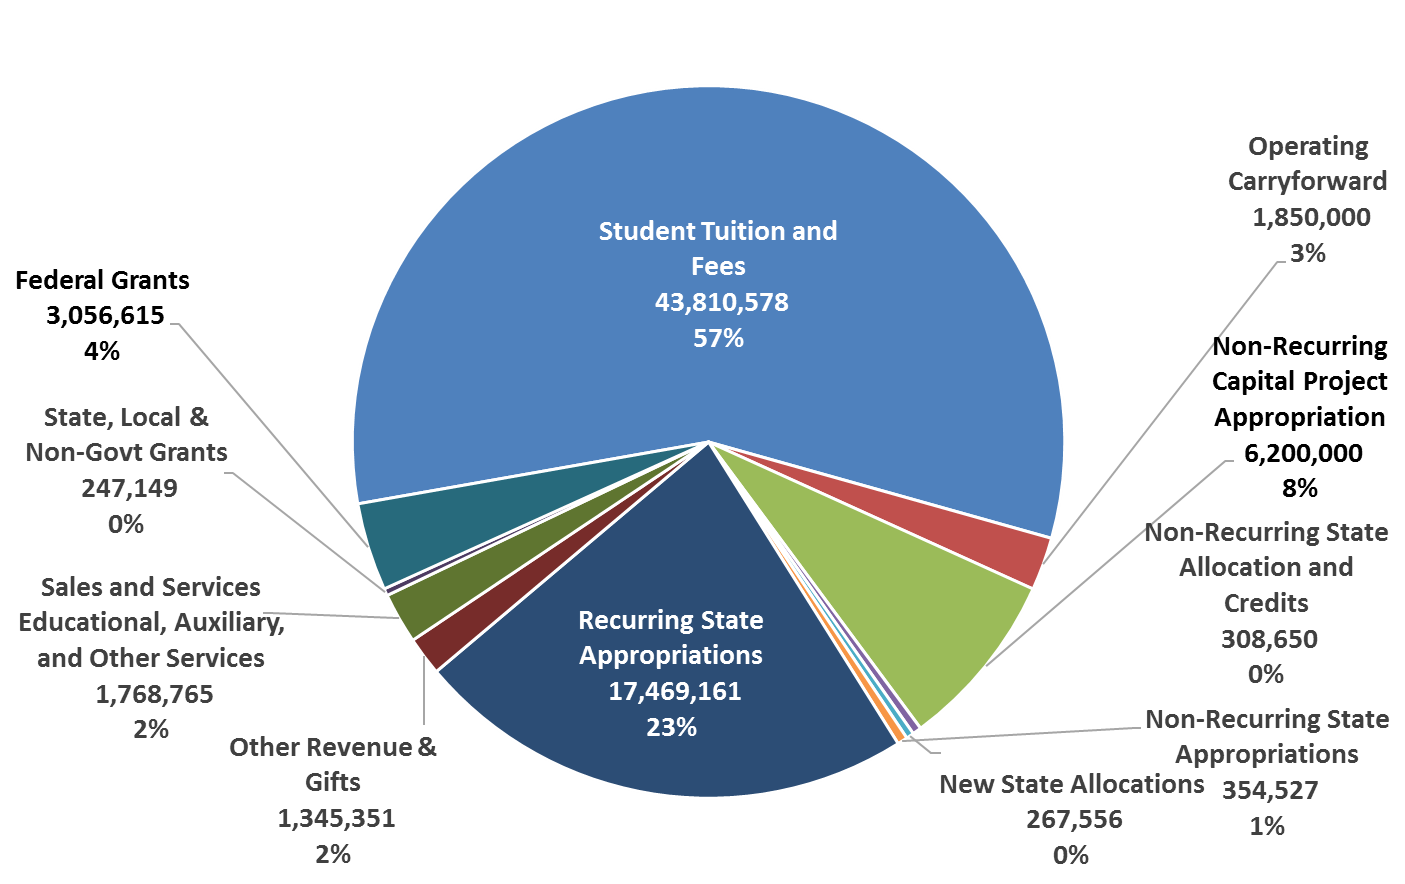 Student Tuition and
Fees
43,810,578
57%
Operating
Carryforward
1,850,000
3%
Non-Recurring
Capital Project
Appropriation
6,200,000
8%
Non-Recurring State
Allocation and
Credits
308,650
0%
Non-Recurring State
Appropriations
354,527
1%
New State Allocations
267,556
0%
Recurring State
Appropriations
17,469,161
23%
Other Revenue &
Gifts
1,345,351
2%
Sales and Services
Educational, Auxiliary,
and Other Services
1,768,765
2%
State, Local &
Non-Govt Grants
247,149
0%
Federal Grants
3,056,615
4%